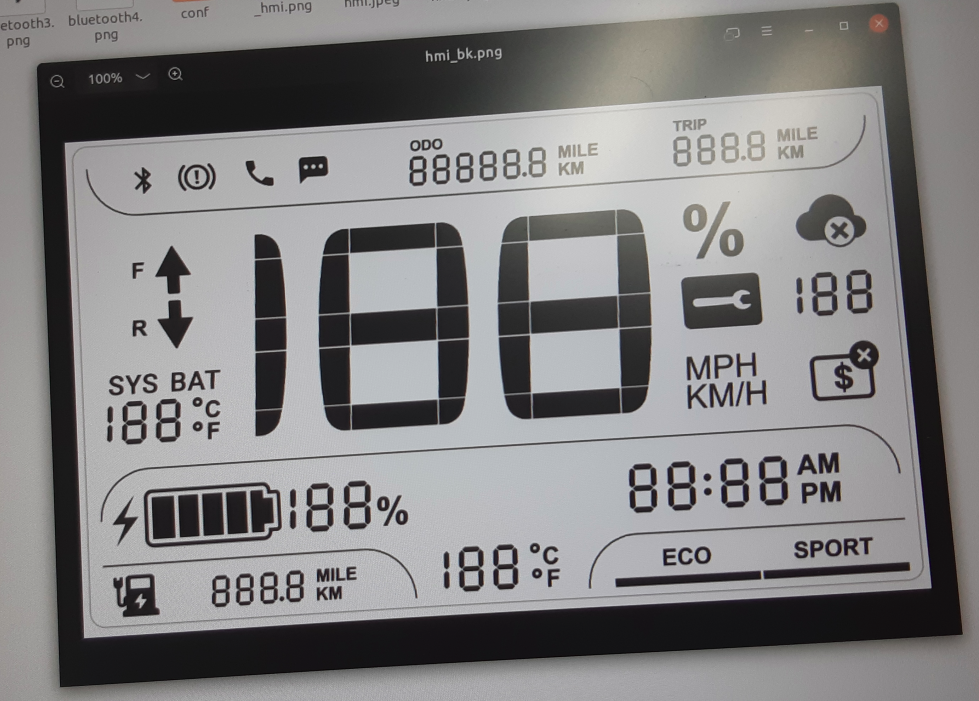 etooth3.
png
bluetooth4.
png
conf
_hmi.png
hmi.jpeg
100%
hmi_bk.png
ODO
88888.8 MILE
KM
TRIP
888.8 MILE
KM
F
R
188
%
188
SYS BAT
188 °C
°F
MPH
KM/H
$
188%
88:88 AM
PM
888.8 MILE
KM
188 °C
°F
ECO
SPORT